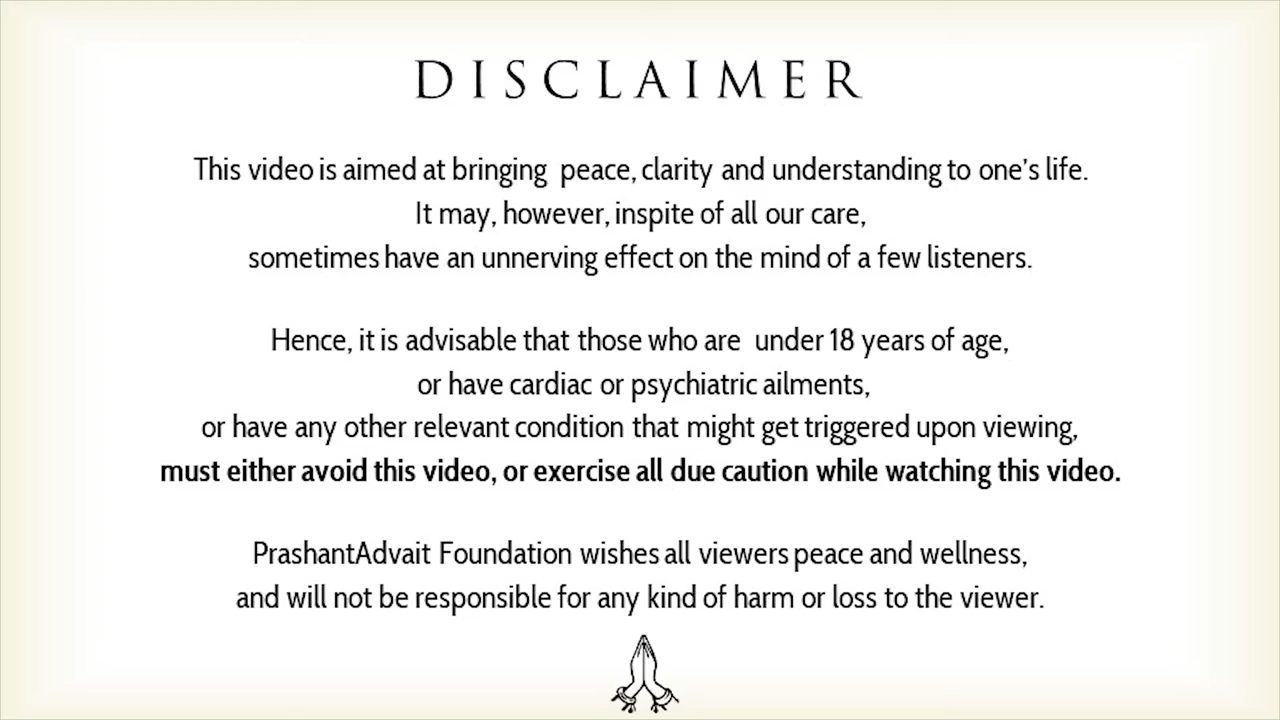 DISCLAIMER
This video is aimed at bringing peace, clarity and understanding to one's life.
It may, however, inspite of all our care,
sometimes have an unnerving effect on the mind of a few listeners.
Hence, it is advisable that those who are under 18 years of age,
or have cardiac or psychiatric ailments,
or have any other relevant condition that might get triggered upon viewing,
must either avoid this video, or exercise all due caution while watching this video.
PrashantAdvait Foundation wishes all viewers peace and wellness,
and will not be responsible for any kind of harm or loss to the viewer.